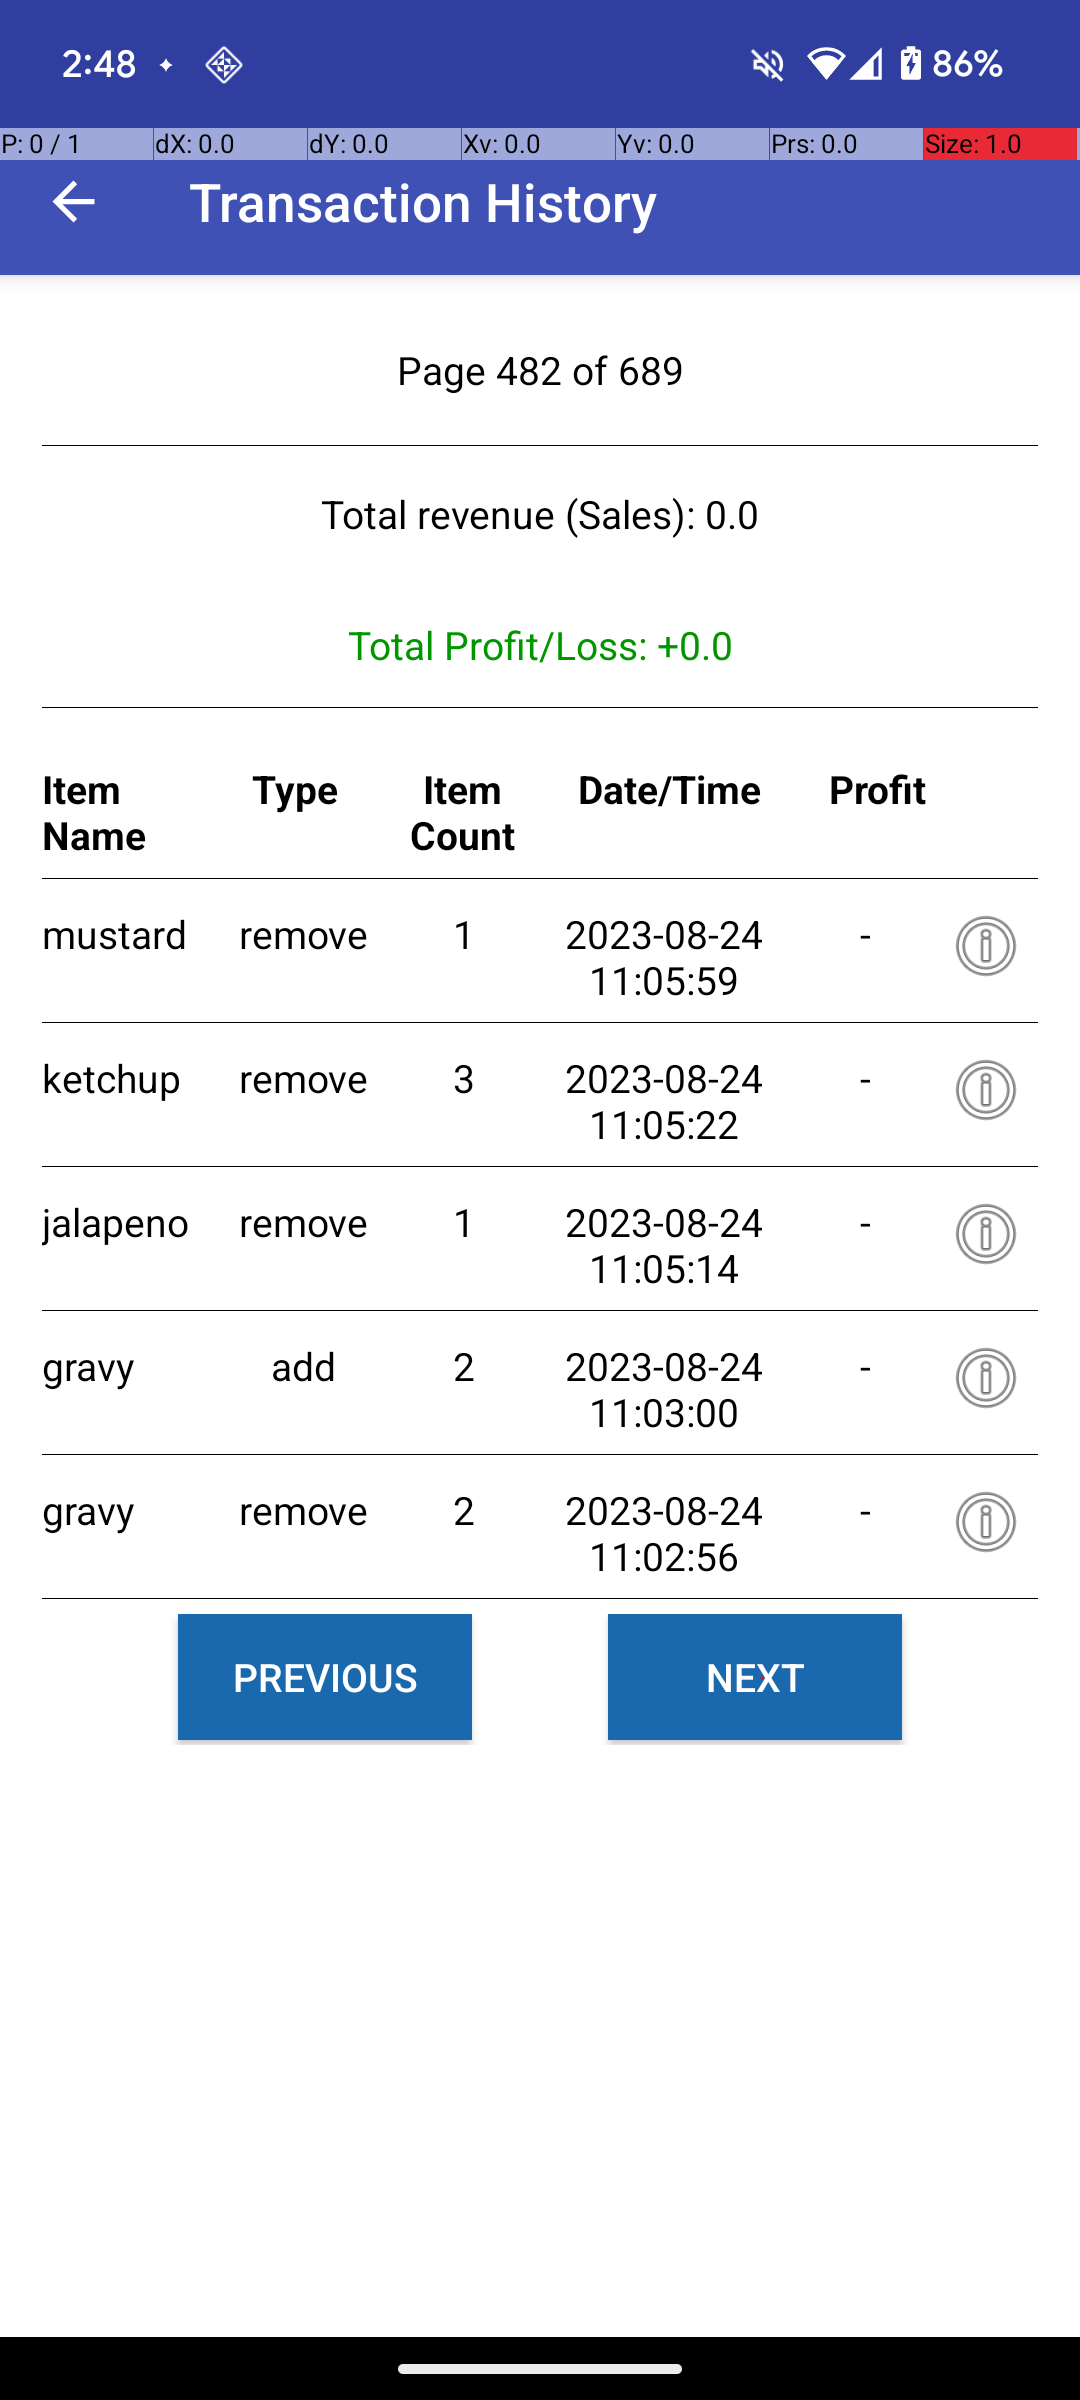 2:48 86%
P: 0 / 1 dX: 0.0 dY: 0.0 Xv: 0.0 Yv: 0.0 Prs: 0.0 Size: 1.0
Transaction History
Page 482 of 689
Total revenue (Sales): 0.0
Total Profit/Loss: +0.0
Item Name Type Item Count Date/Time Profit
mustard remove 1 2023-08-24 -
11:05:59
ketchup remove 3 2023-08-24 -
11:05:22
jalapeno remove 1 2023-08-24 -
11:05:14
gravy add 2 2023-08-24 -
11:03:00
gravy remove 2 2023-08-24 -
11:02:56
PREVIOUS NEXT